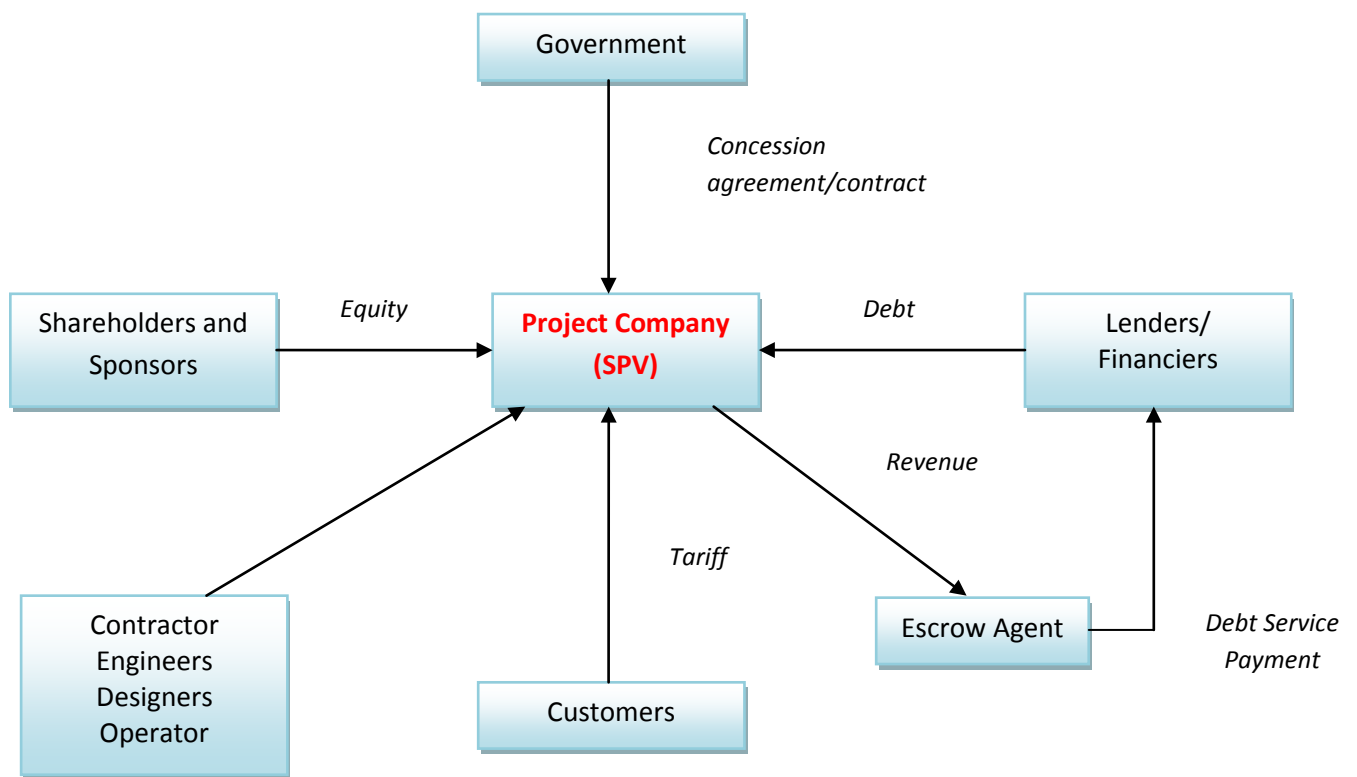 Government
Concession
agreement/contract
Shareholders and
Sponsors
Equity
Project Company
(SPV)
Debt
Lenders/
Financiers
Revenue
Tariff
Contractor
Engineers
Designers
Operator
Customers
Escrow Agent
Debt Service
Payment